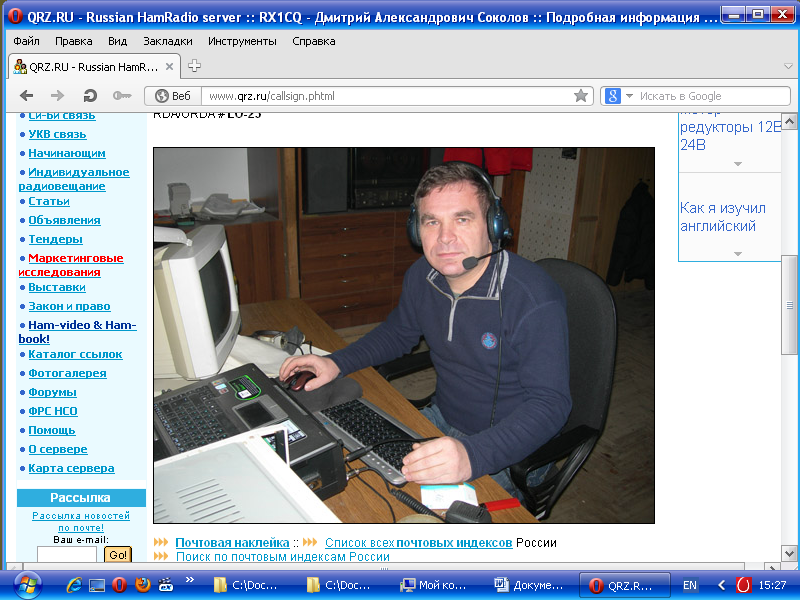 QRZ.RU - Russian HamRadio server :: RX1CQ - Дмитрий Александрович Соколов :: Подробная информация ...
Файл Правка Вид Закладки Инструменты Справка
QRZ.RU - Russian HamR...
Веб www.qrz.ru/callsign.phtml Искать в Google
Си-Би связь
УКВ связь
Начинающим
Индивидуальное
радиовещание
Статьи
Объявления
Тендеры
Маркетинговые
исследования
Выставки
Закон и право
Ham-video & Ham-
book!
Каталог ссылок
Фотогалерея
Форумы
ФРС НСО
Помощь
О сервере
Карта сервера
Рассылка
Рассылка новостей
по почте!
Ваш e-mail:
Go!
RDA/URDA # LO-23
Почтовая наклейка :: Список всех почтовых индексов России
Поиск по почтовым индексам России
мотор-
редукторы 12В
24В
Как я изучил
английский
C:\Doc... C:\Doc... Мой ко... Докуме... QRZ.R... EN 15:27